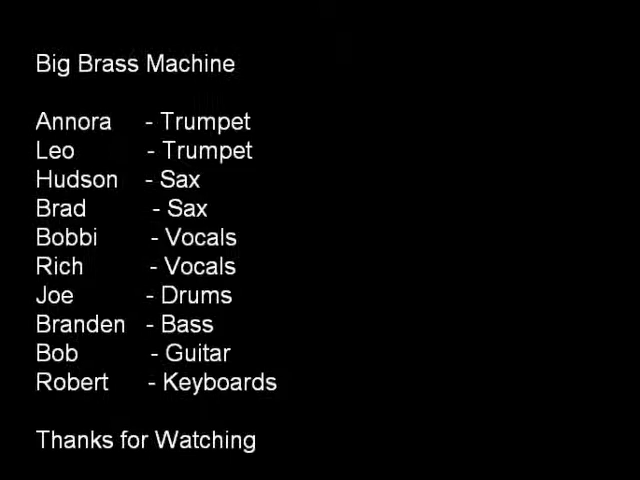 Big Brass Machine
Annora - Trumpet
Leo - Trumpet
Hudson - Sax
Brad - Sax
Bobbi - Vocals
Rich - Vocals
Joe - Drums
Branden - Bass
Bob - Guitar
Robert - Keyboards
Thanks for Watching